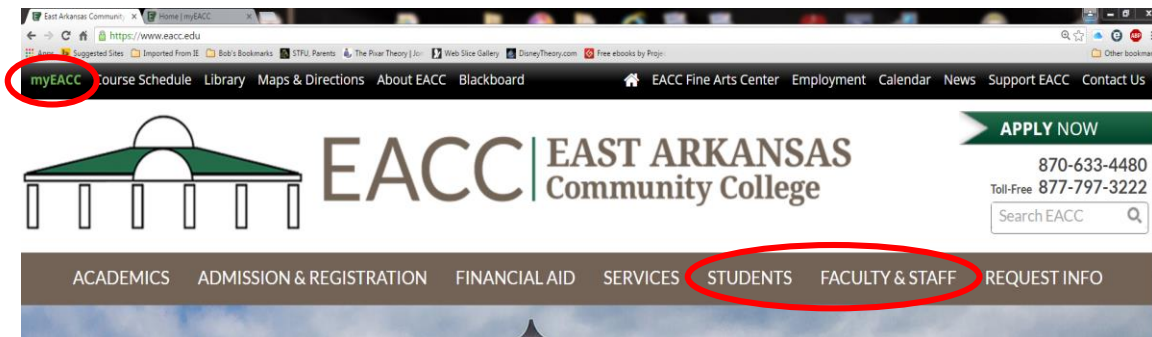 East Arkansas Community Home | myEACC
https://www.eacc.edu
Apps Suggested Sites Imported From IE Bob's Bookmarks STFU, Parents The Pixar Theory | Jon Web Slice Gallery DisneyTheory.com Free ebooks by Proje Other bookmar
myEACC Course Schedule Library Maps & Directions About EACC Blackboard EACC Fine Arts Center Employment Calendar News Support EACC Contact Us
APPLY NOW
EACC EAST ARKANSAS
Community College
870-633-4480
Toll-Free 877-797-3222
Search EACC
ACADEMICS ADMISSION & REGISTRATION FINANCIAL AID SERVICES STUDENTS FACULTY & STAFF REQUEST INFO